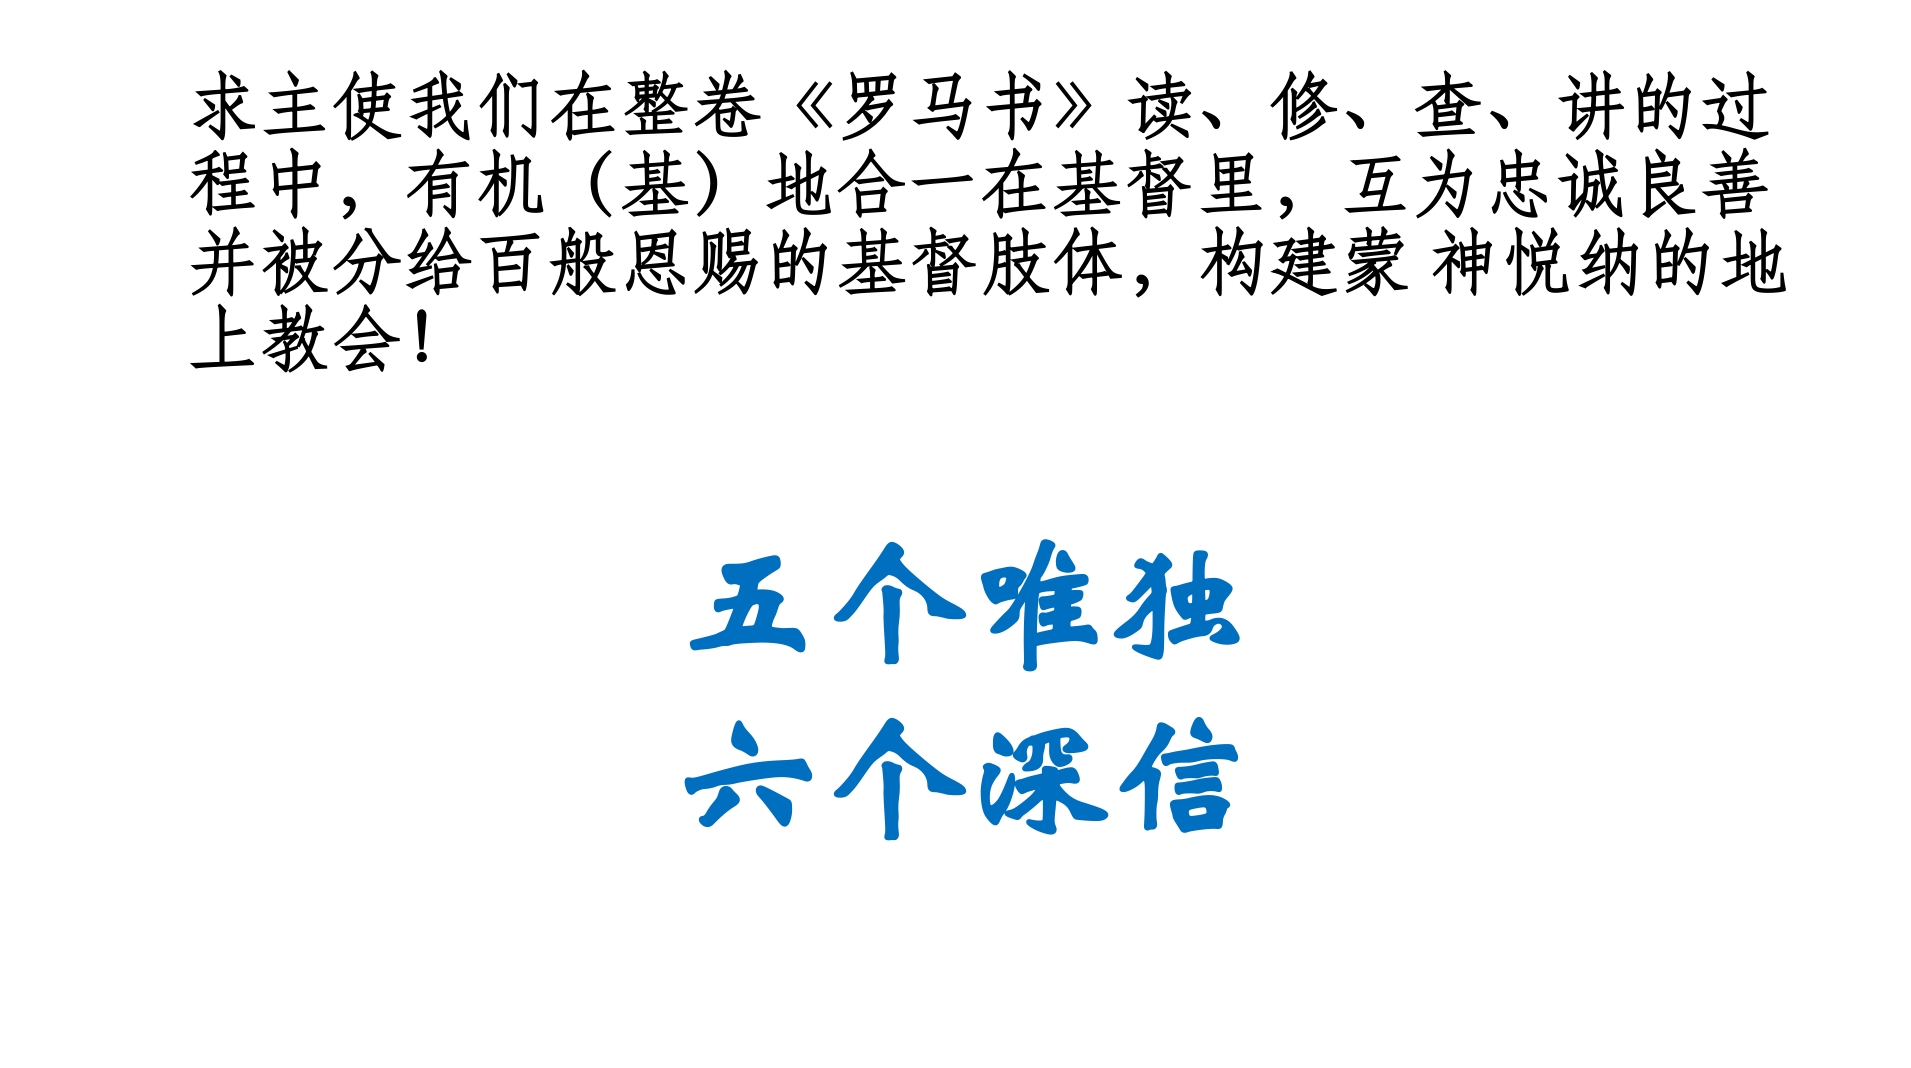 求主使我们在整卷《罗马书》读、修、查、讲的过
程中，有机（基）地合一在基督里，互为忠诚良善
并被分给百般恩赐的基督肢体，构建蒙 神悦纳的地
上教会！
五个唯独
六个深信